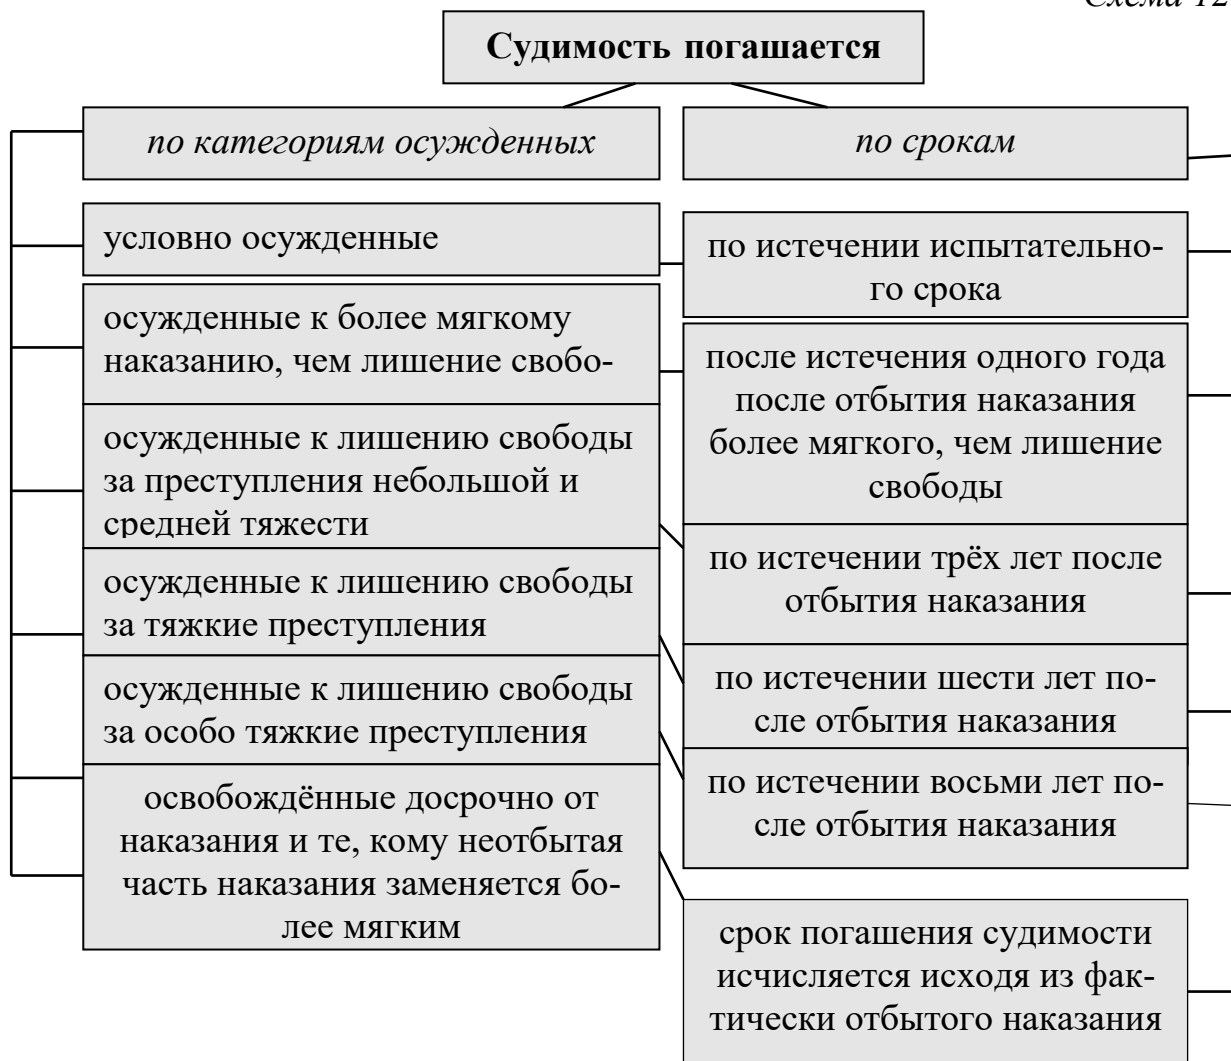 Схема 12
Судимость погашается
по категориям осужденных
по срокам
условно осужденные
по истечении испытательно-
го срока
осужденные к более мягкому
наказанию, чем лишение свобо-
после истечения одного года
после отбытия наказания
более мягкого, чем лишение
свободы
осужденные к лишению свободы
за преступления небольшой и
средней тяжести
по истечении трёх лет после
отбытия наказания
осужденные к лишению свободы
за тяжкие преступления
по истечении шести лет по-
сле отбытия наказания
осужденные к лишению свободы
за особо тяжкие преступления
по истечении восьми лет по-
сле отбытия наказания
освобождённые досрочно от
наказания и те, кому неотбытая
часть наказания заменяется бо-
лее мягким
срок погашения судимости
исчисляется исходя из фак-
тически отбытого наказания